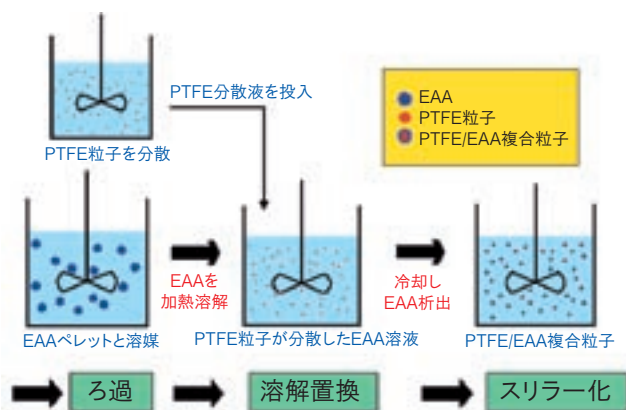 PTFE分散液を投入
PTFE粒子を分散
EAA
PTFE粒子
PTFE/EAA複合粒子
EAAを
加熱溶解
冷却し
EAA析出
EAAペレットと溶媒
PTFE粒子が分散したEAA溶液
PTFE/EAA複合粒子
ろ過
溶解置換
スリラー化